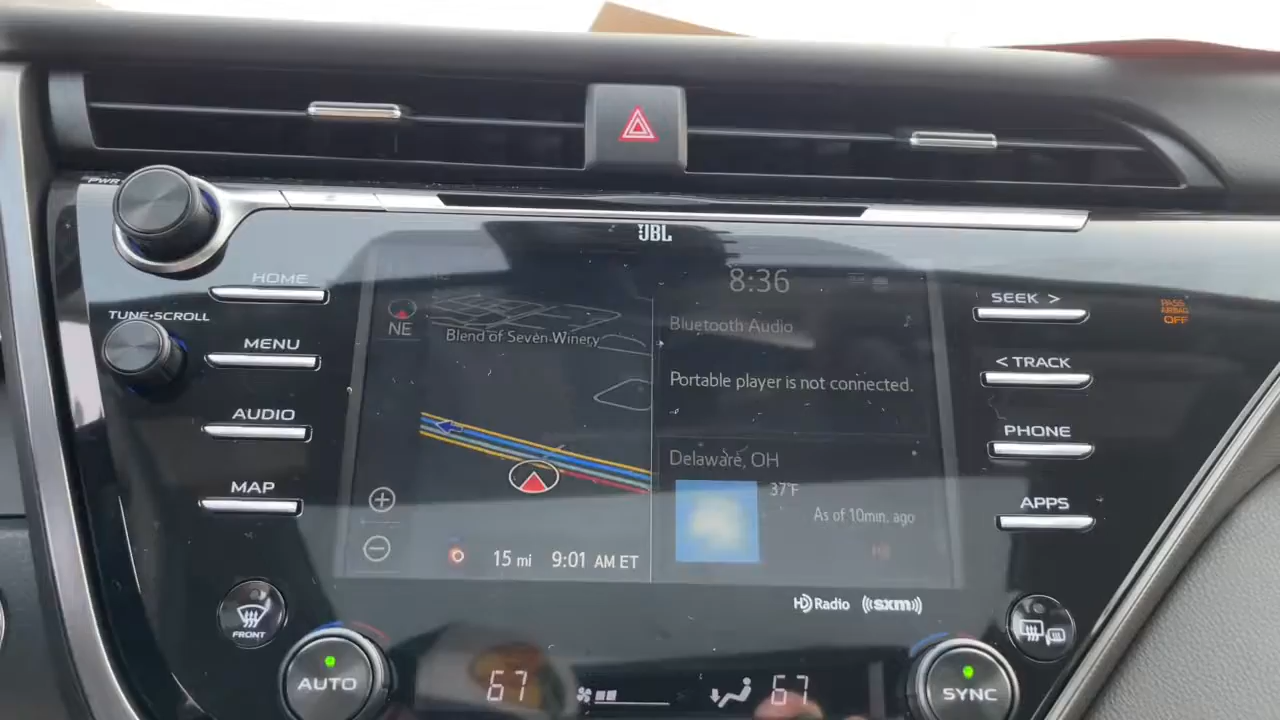 PWR
JBL
HOME
TUNE•SCROLL
MENU
AUDIO
MAP
NE
Blend of Seven Winery
15 mi
9:01 AM ET
8:36
Bluetooth Audio
Portable player is not connected.
Delaware, OH
37°F
As of 10min. ago
SEEK >
< TRACK
PHONE
APPS
PASS
AIRBAG
OFF
HD Radio
((sxm))
FRONT
AUTO
67
67
SYNC